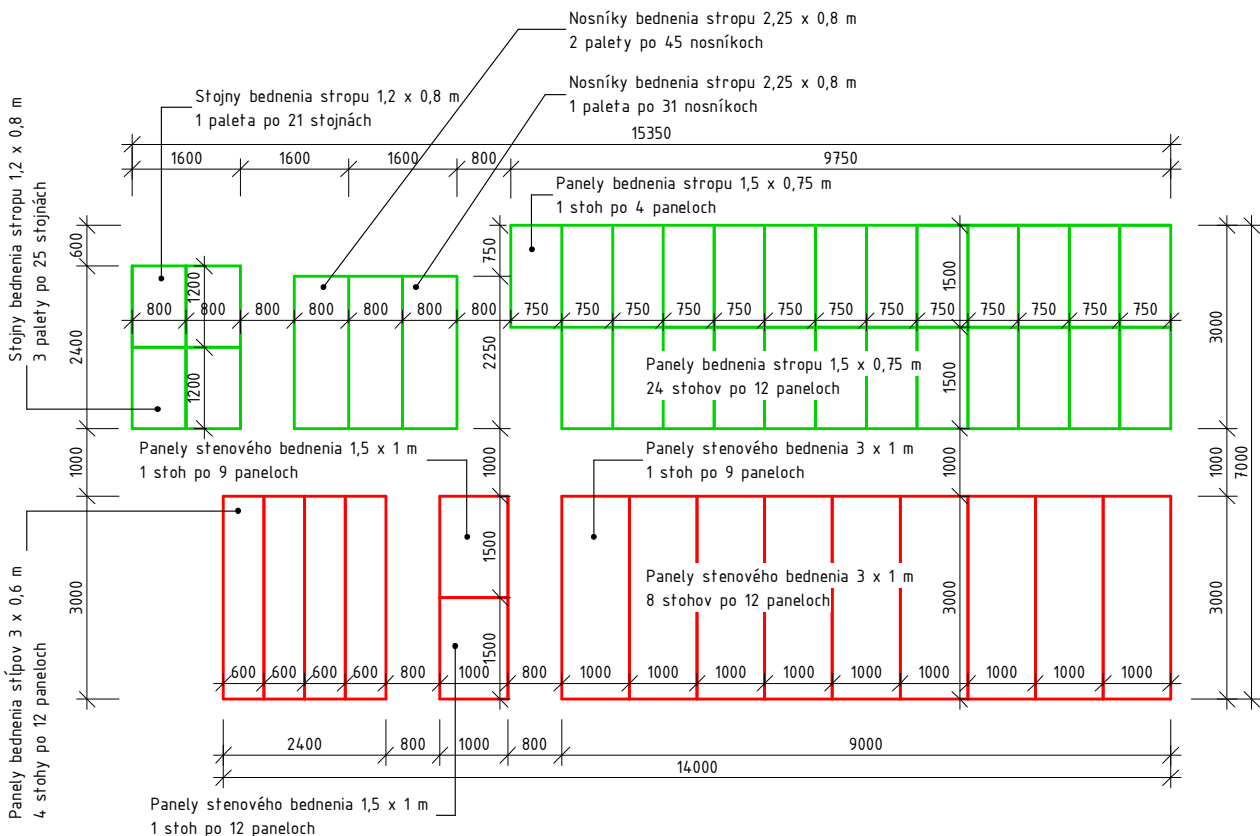 Nosníky bednenia stropu 2,25 x 0,8 m
2 palety po 45 nosníkoch
Nosníky bednenia stropu 2,25 x 0,8 m
1 paleta po 31 nosníkoch
Stojny bednenia stropu 1,2 x 0,8 m
1 paleta po 21 stojnách
Stojny bednenia stropu 1,2 x 0,8 m
3 palety po 25 stojnách
15350
1600 1600 1600 800 9750
Panely bednenia stropu 1,5 x 0,75 m
1 stoh po 4 paneloch
600 750
1200 1500
800 800 800 800 800 800 800 750 750 750 750 750 750 750 750 750 750 750 750 750
2400 2250 3000
1200 1500
Panely bednenia stropu 1,5 x 0,75 m
24 stohov po 12 paneloch
Panely stenového bednenia 1,5 x 1 m
1 stoh po 9 paneloch
Panely stenového bednenia 3 x 1 m
1 stoh po 9 paneloch
1000 1000 1000 1000 7000
1500
3000 3000 3000
Panely stenového bednenia 3 x 1 m
8 stohov po 12 paneloch
1500
600 600 600 600 800 1000 800 1000 1000 1000 1000 1000 1000 1000 1000 1000
Panely bednenia stĺpov 3 x 0,6 m
4 stohy po 12 paneloch
2400 800 1000 800 9000
14000
Panely stenového bednenia 1,5 x 1 m
1 stoh po 12 paneloch